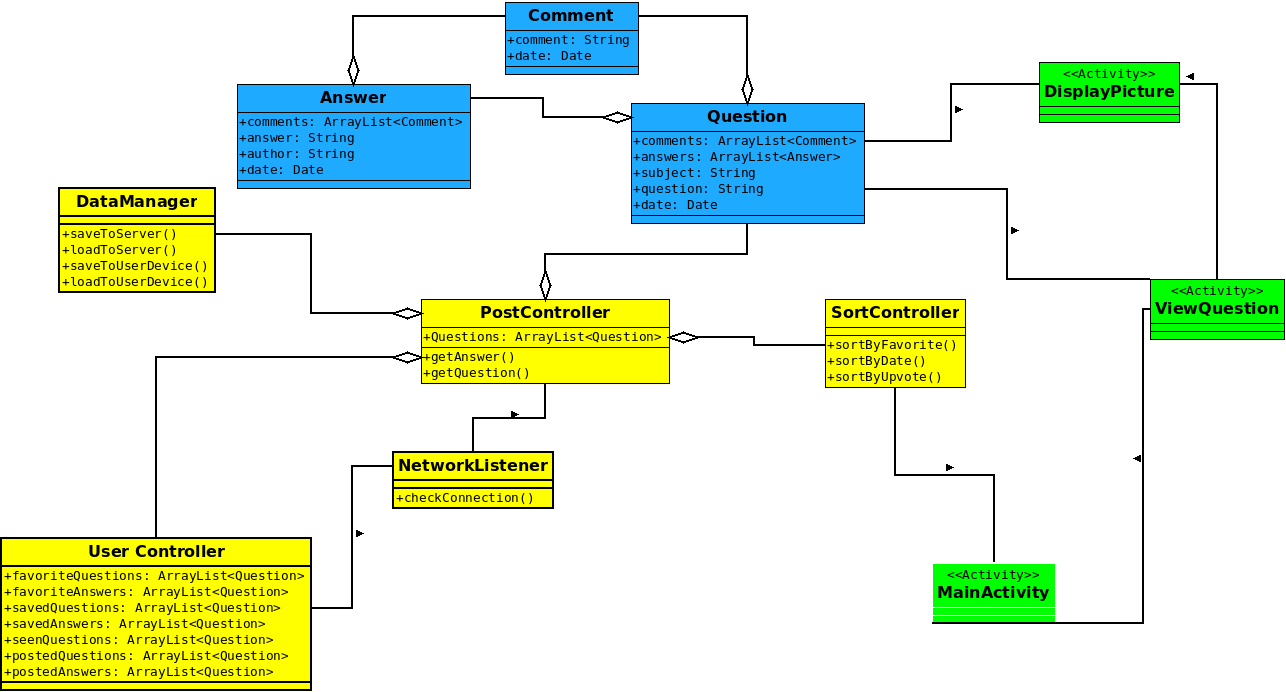 Comment
+comment: String
+date: Date
Answer
+comments: ArrayList<Comment>
+answer: String
+author: String
+date: Date
Question
+comments: ArrayList<Comment>
+answers: ArrayList<Answer>
+subject: String
+question: String
+date: Date
<<Activity>>
DisplayPicture
DataManager
+saveToServer()
+loadToServer()
+saveToUserDevice()
+loadToUserDevice()
PostController
+Questions: ArrayList<Question>
+getAnswer()
+getQuestion()
SortController
+sortByFavorite()
+sortByDate()
+sortByUpvote()
<<Activity>>
ViewQuestion
NetworkListener
+checkConnection()
User Controller
+favoriteQuestions: ArrayList<Question>
+favoriteAnswers: ArrayList<Question>
+savedQuestions: ArrayList<Question>
+savedAnswers: ArrayList<Question>
+seenQuestions: ArrayList<Question>
+postedQuestions: ArrayList<Question>
+postedAnswers: ArrayList<Question>
<<Activity>>
MainActivity